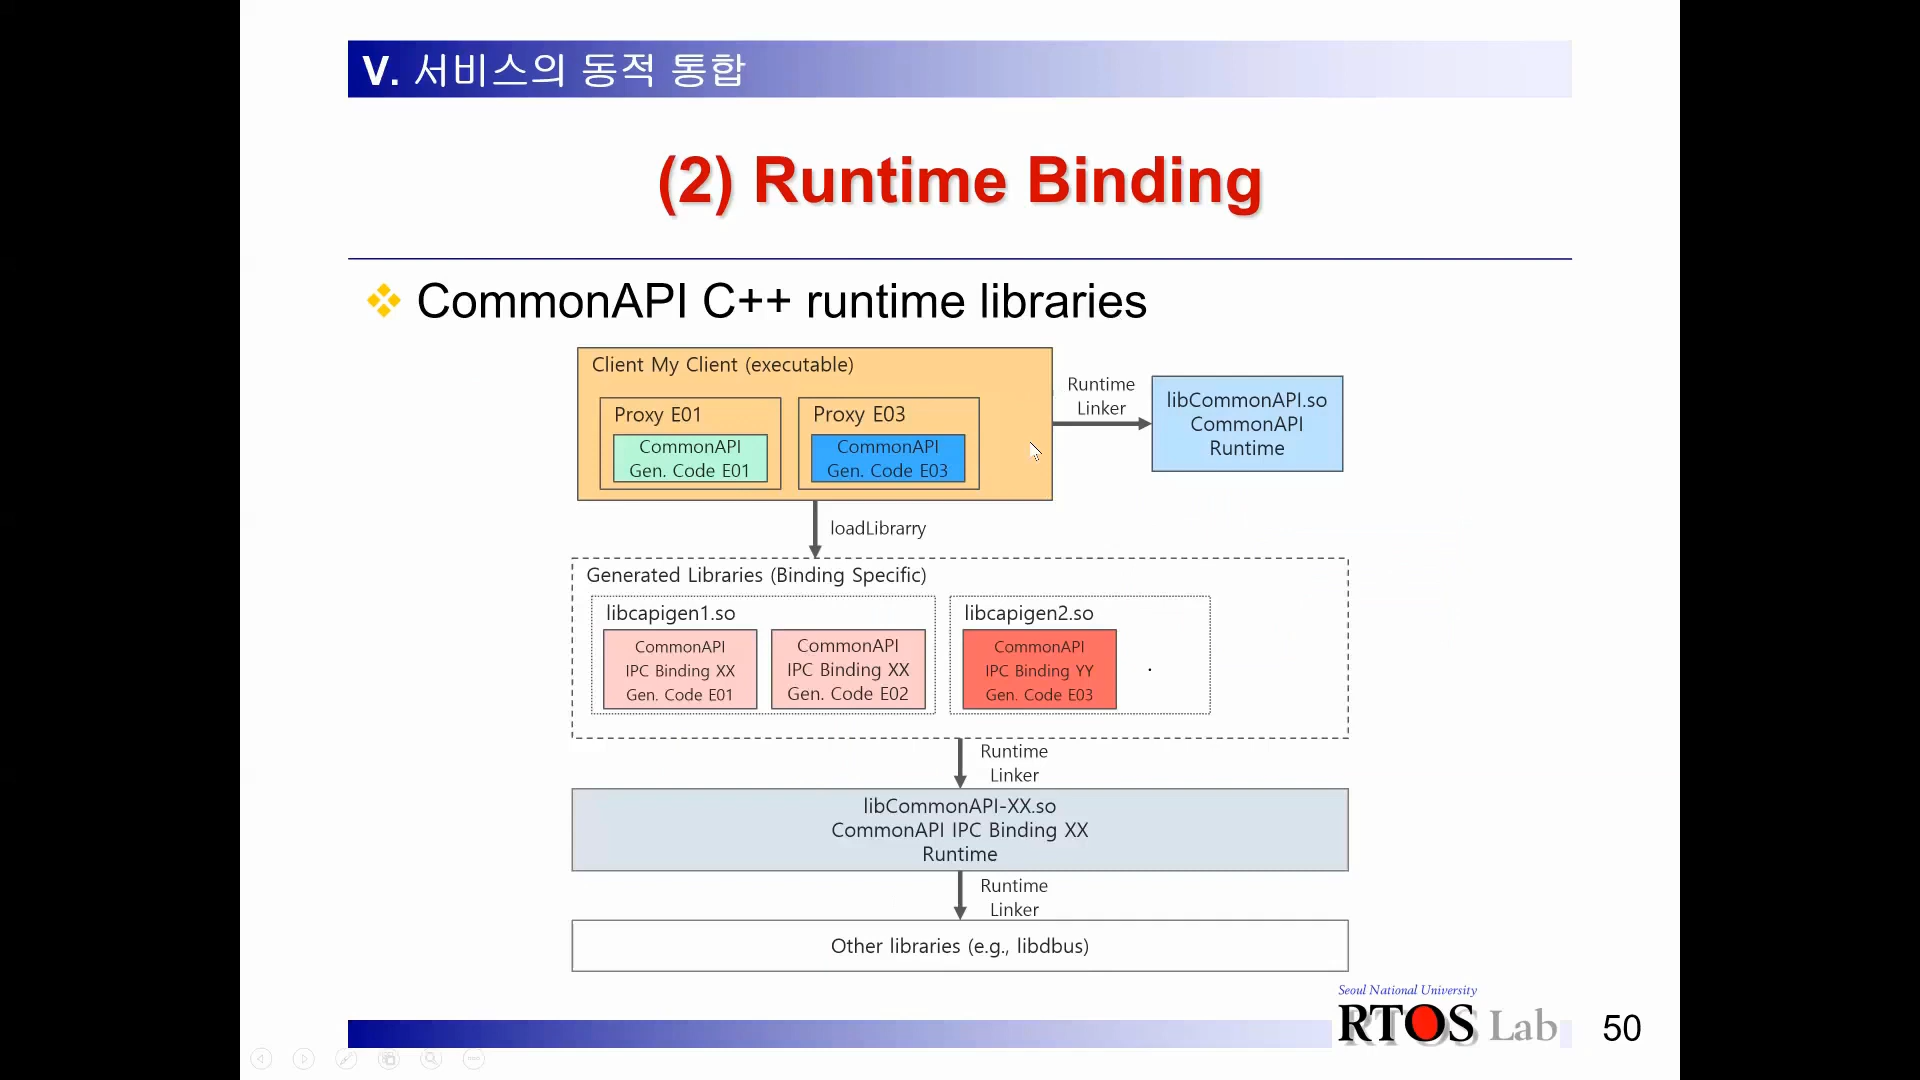 V. 서비스의 동적 통합
(2) Runtime Binding
CommonAPI C++ runtime libraries
Client My Client (executable)
Proxy E01
CommonAPI
Gen. Code E01
Proxy E03
CommonAPI
Gen. Code E03
Runtime
Linker
libCommonAPI.so
CommonAPI
Runtime
loadLibrarry
Generated Libraries (Binding Specific)
libcapigen1.so
CommonAPI
IPC Binding XX
Gen. Code E01
CommonAPI
IPC Binding XX
Gen. Code E02
libcapigen2.so
CommonAPI
IPC Binding YY
Gen. Code E03
.
Runtime
Linker
libCommonAPI-XX.so
CommonAPI IPC Binding XX
Runtime
Runtime
Linker
Other libraries (e.g., libdbus)
Seoul National University
RTOS Lab
50